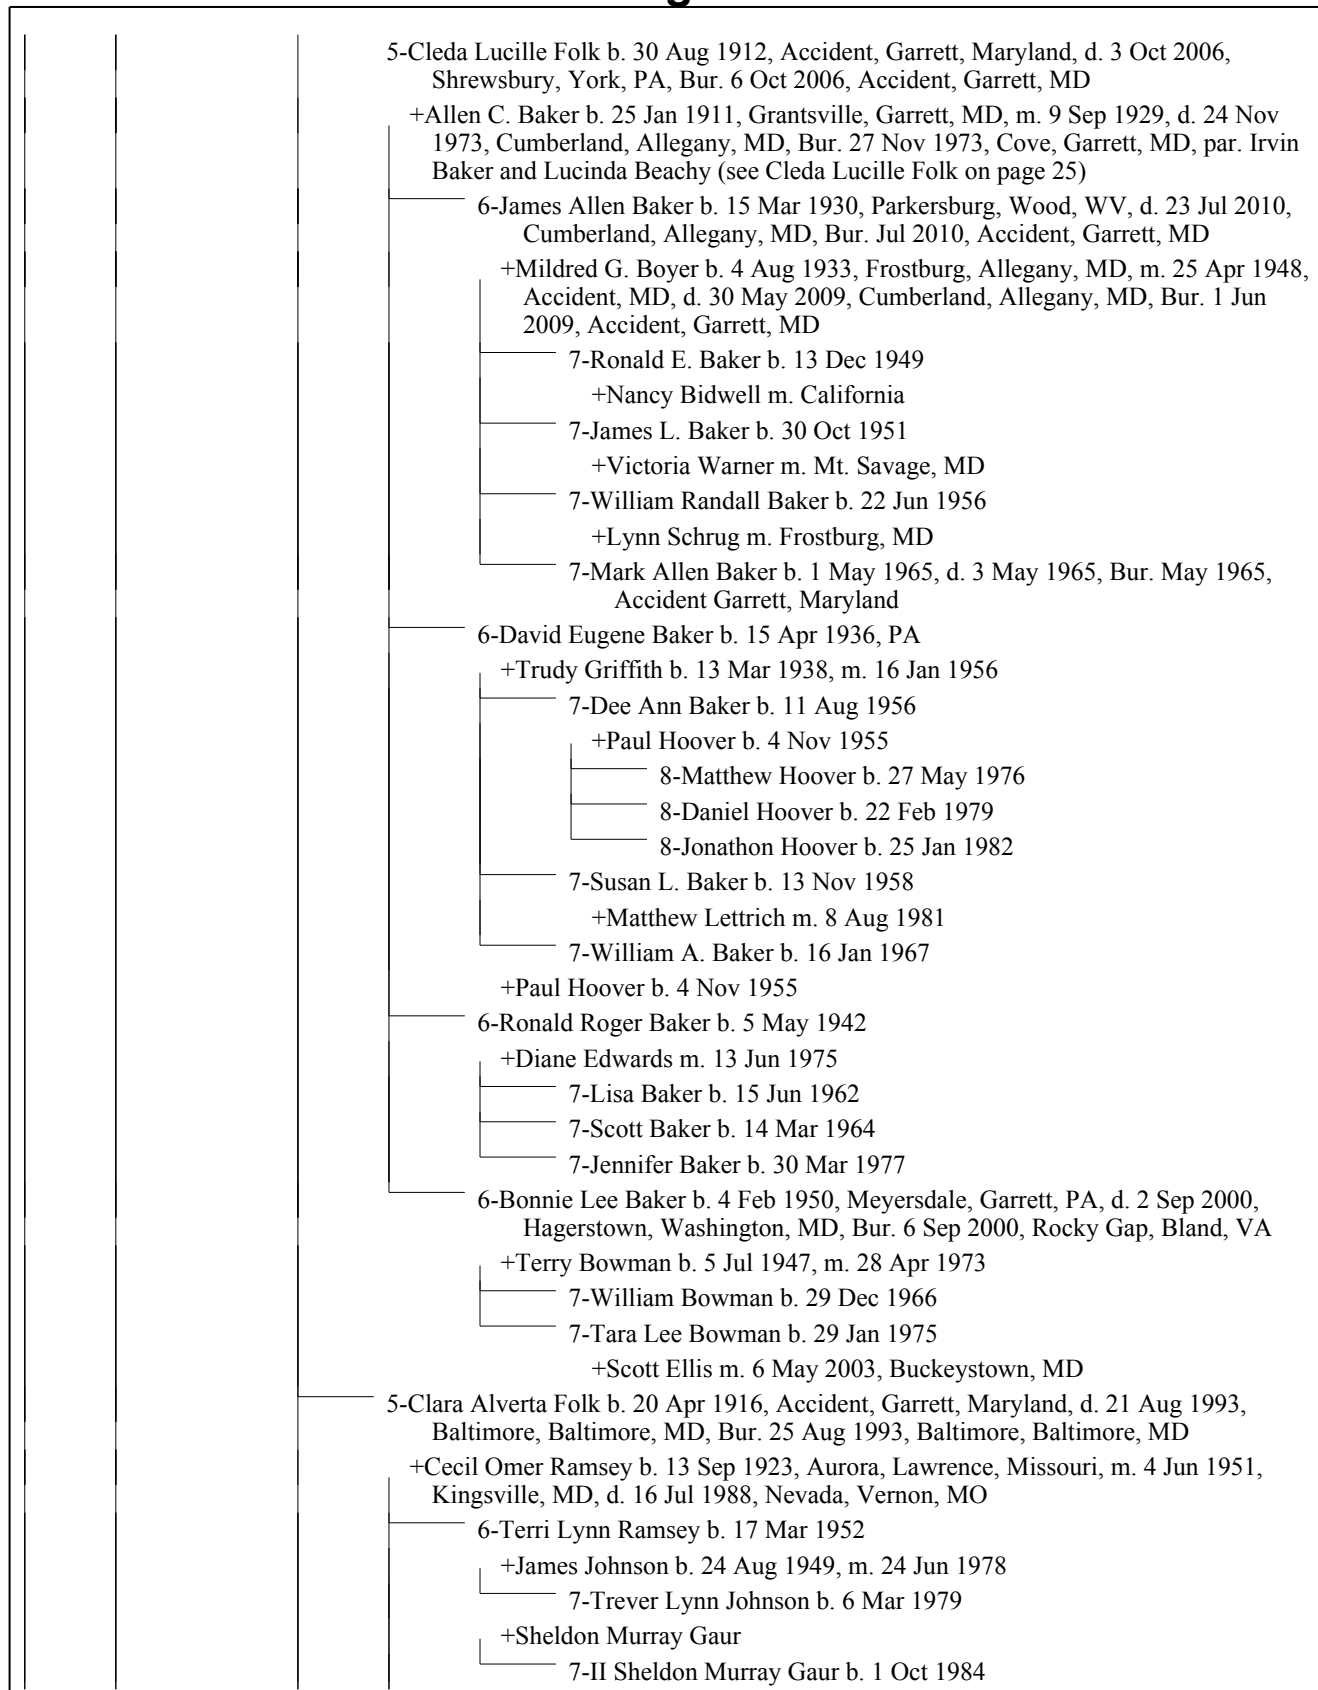 5-Cleda Lucille Folk b. 30 Aug 1912, Accident, Garrett, Maryland, d. 3 Oct 2006,
Shrewsbury, York, PA, Bur. 6 Oct 2006, Accident, Garrett, MD
+Allen C. Baker b. 25 Jan 1911, Grantsville, Garrett, MD, m. 9 Sep 1929, d. 24 Nov
1973, Cumberland, Allegany, MD, Bur. 27 Nov 1973, Cove, Garrett, MD, par. Irvin
Baker and Lucinda Beachy (see Cleda Lucille Folk on page 25)
6-James Allen Baker b. 15 Mar 1930, Parkersburg, Wood, WV, d. 23 Jul 2010,
Cumberland, Allegany, MD, Bur. Jul 2010, Accident, Garrett, MD
+Mildred G. Boyer b. 4 Aug 1933, Frostburg, Allegany, MD, m. 25 Apr 1948,
Accident, MD, d. 30 May 2009, Cumberland, Allegany, MD, Bur. 1 Jun
2009, Accident, Garrett, MD
7-Ronald E. Baker b. 13 Dec 1949
+Nancy Bidwell m. California
7-James L. Baker b. 30 Oct 1951
+Victoria Warner m. Mt. Savage, MD
7-William Randall Baker b. 22 Jun 1956
+Lynn Schrug m. Frostburg, MD
7-Mark Allen Baker b. 1 May 1965, d. 3 May 1965, Bur. May 1965,
Accident Garrett, Maryland
6-David Eugene Baker b. 15 Apr 1936, PA
+Trudy Griffith b. 13 Mar 1938, m. 16 Jan 1956
7-Dee Ann Baker b. 11 Aug 1956
+Paul Hoover b. 4 Nov 1955
8-Matthew Hoover b. 27 May 1976
8-Daniel Hoover b. 22 Feb 1979
8-Jonathon Hoover b. 25 Jan 1982
7-Susan L. Baker b. 13 Nov 1958
+Matthew Lettrich m. 8 Aug 1981
7-William A. Baker b. 16 Jan 1967
+Paul Hoover b. 4 Nov 1955
6-Ronald Roger Baker b. 5 May 1942
+Diane Edwards m. 13 Jun 1975
7-Lisa Baker b. 15 Jun 1962
7-Scott Baker b. 14 Mar 1964
7-Jennifer Baker b. 30 Mar 1977
6-Bonnie Lee Baker b. 4 Feb 1950, Meyersdale, Garrett, PA, d. 2 Sep 2000,
Hagerstown, Washington, MD, Bur. 6 Sep 2000, Rocky Gap, Bland, VA
+Terry Bowman b. 5 Jul 1947, m. 28 Apr 1973
7-William Bowman b. 29 Dec 1966
7-Tara Lee Bowman b. 29 Jan 1975
+Scott Ellis m. 6 May 2003, Buckeystown, MD
5-Clara Alverta Folk b. 20 Apr 1916, Accident, Garrett, Maryland, d. 21 Aug 1993,
Baltimore, Baltimore, MD, Bur. 25 Aug 1993, Baltimore, Baltimore, MD
+Cecil Omer Ramsey b. 13 Sep 1923, Aurora, Lawrence, Missouri, m. 4 Jun 1951,
Kingsville, MD, d. 16 Jul 1988, Nevada, Vernon, MO
6-Terri Lynn Ramsey b. 17 Mar 1952
+James Johnson b. 24 Aug 1949, m. 24 Jun 1978
7-Trever Lynn Johnson b. 6 Mar 1979
+Sheldon Murray Gaur
7-II Sheldon Murray Gaur b. 1 Oct 1984